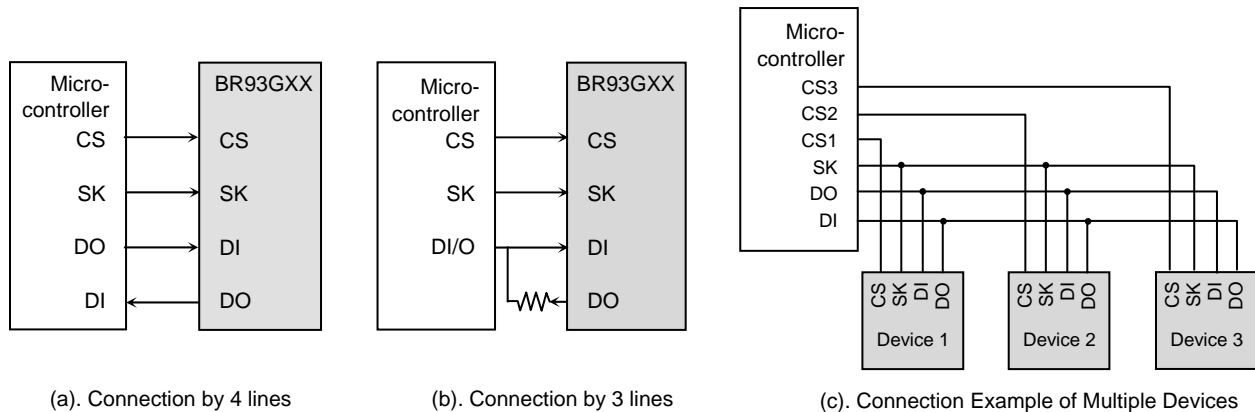 Micro-
controller
CS
SK
DO
DI
BR93GXX
CS
SK
DI
DO
(a). Connection by 4 lines
Micro-
controller
CS
SK
DI/O
BR93GXX
CS
SK
DI
DO
(b). Connection by 3 lines
Micro-
controller
CS3
CS2
CS1
SK
DO
DI
CS
SK
DI
DO
Device 1
CS
SK
DI
DO
Device 2
CS
SK
DI
DO
Device 3
(c). Connection Example of Multiple Devices